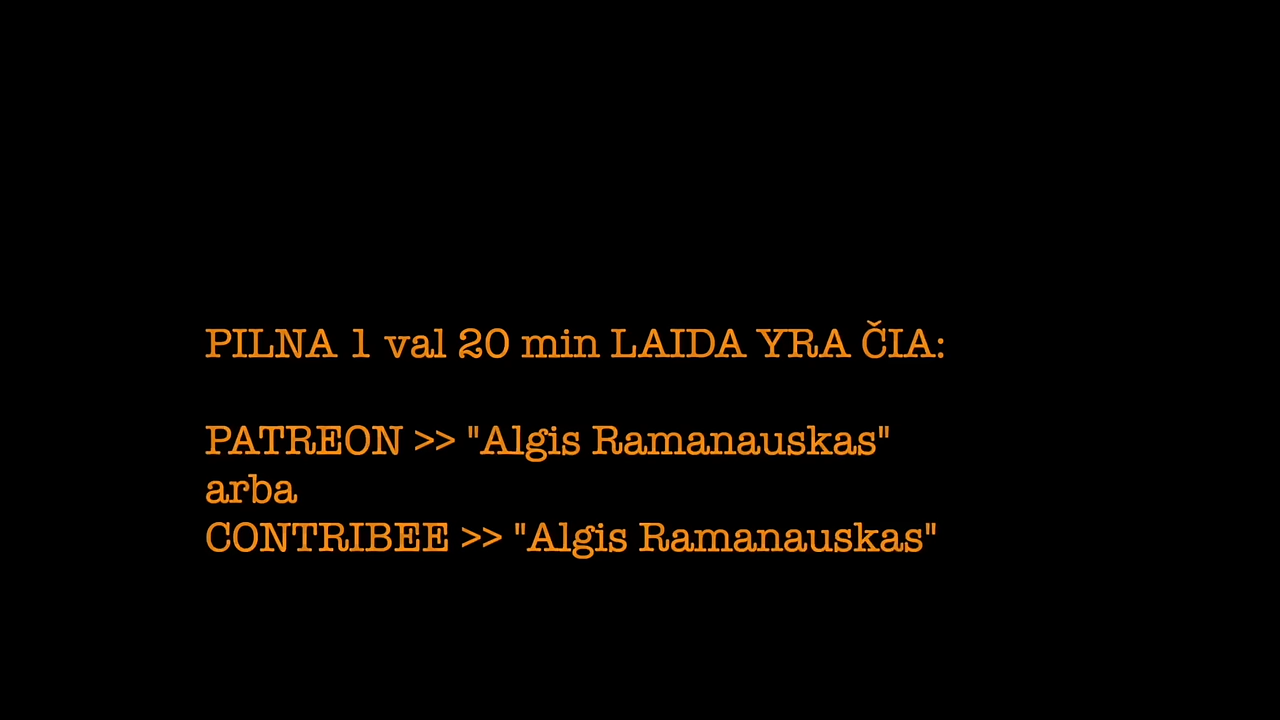 PILNA 1 val 20 min LAIDA YRA ČIA:
PATREON >> "Algis Ramanauskas"
arba
CONTRIBEE >> "Algis Ramanauskas"